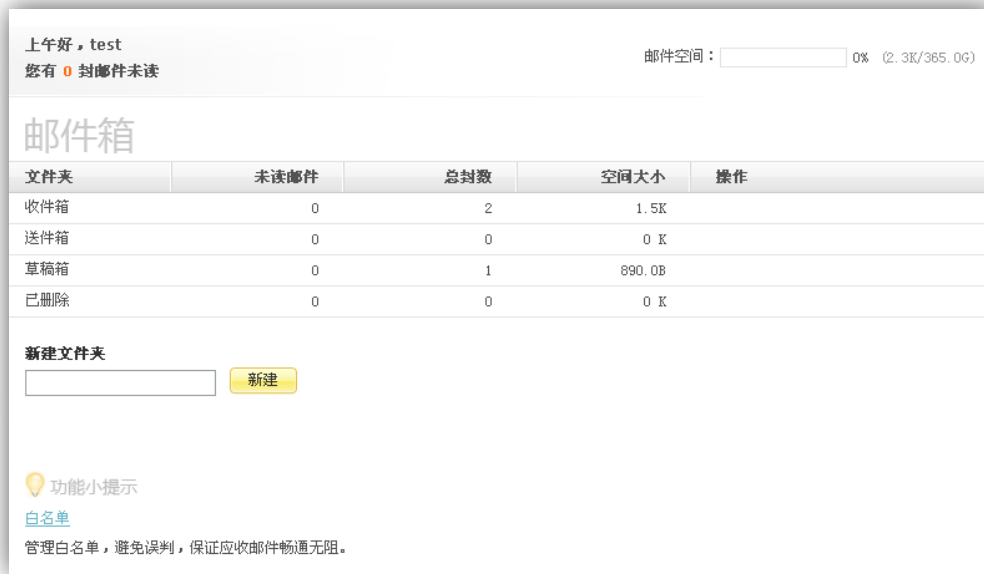 上午好，test
您有 0 封邮件未读
邮件空间： 0% (2.3K/365.0G)
邮件箱
文件夹 未读邮件 总封数 空间大小 操作
收件箱 0 2 1.5K
送件箱 0 0 0 K
草稿箱 0 1 890.0B
已删除 0 0 0 K
新建文件夹
新建
功能小提示
白名单
管理白名单，避免误判，保证应收邮件畅通无阻。